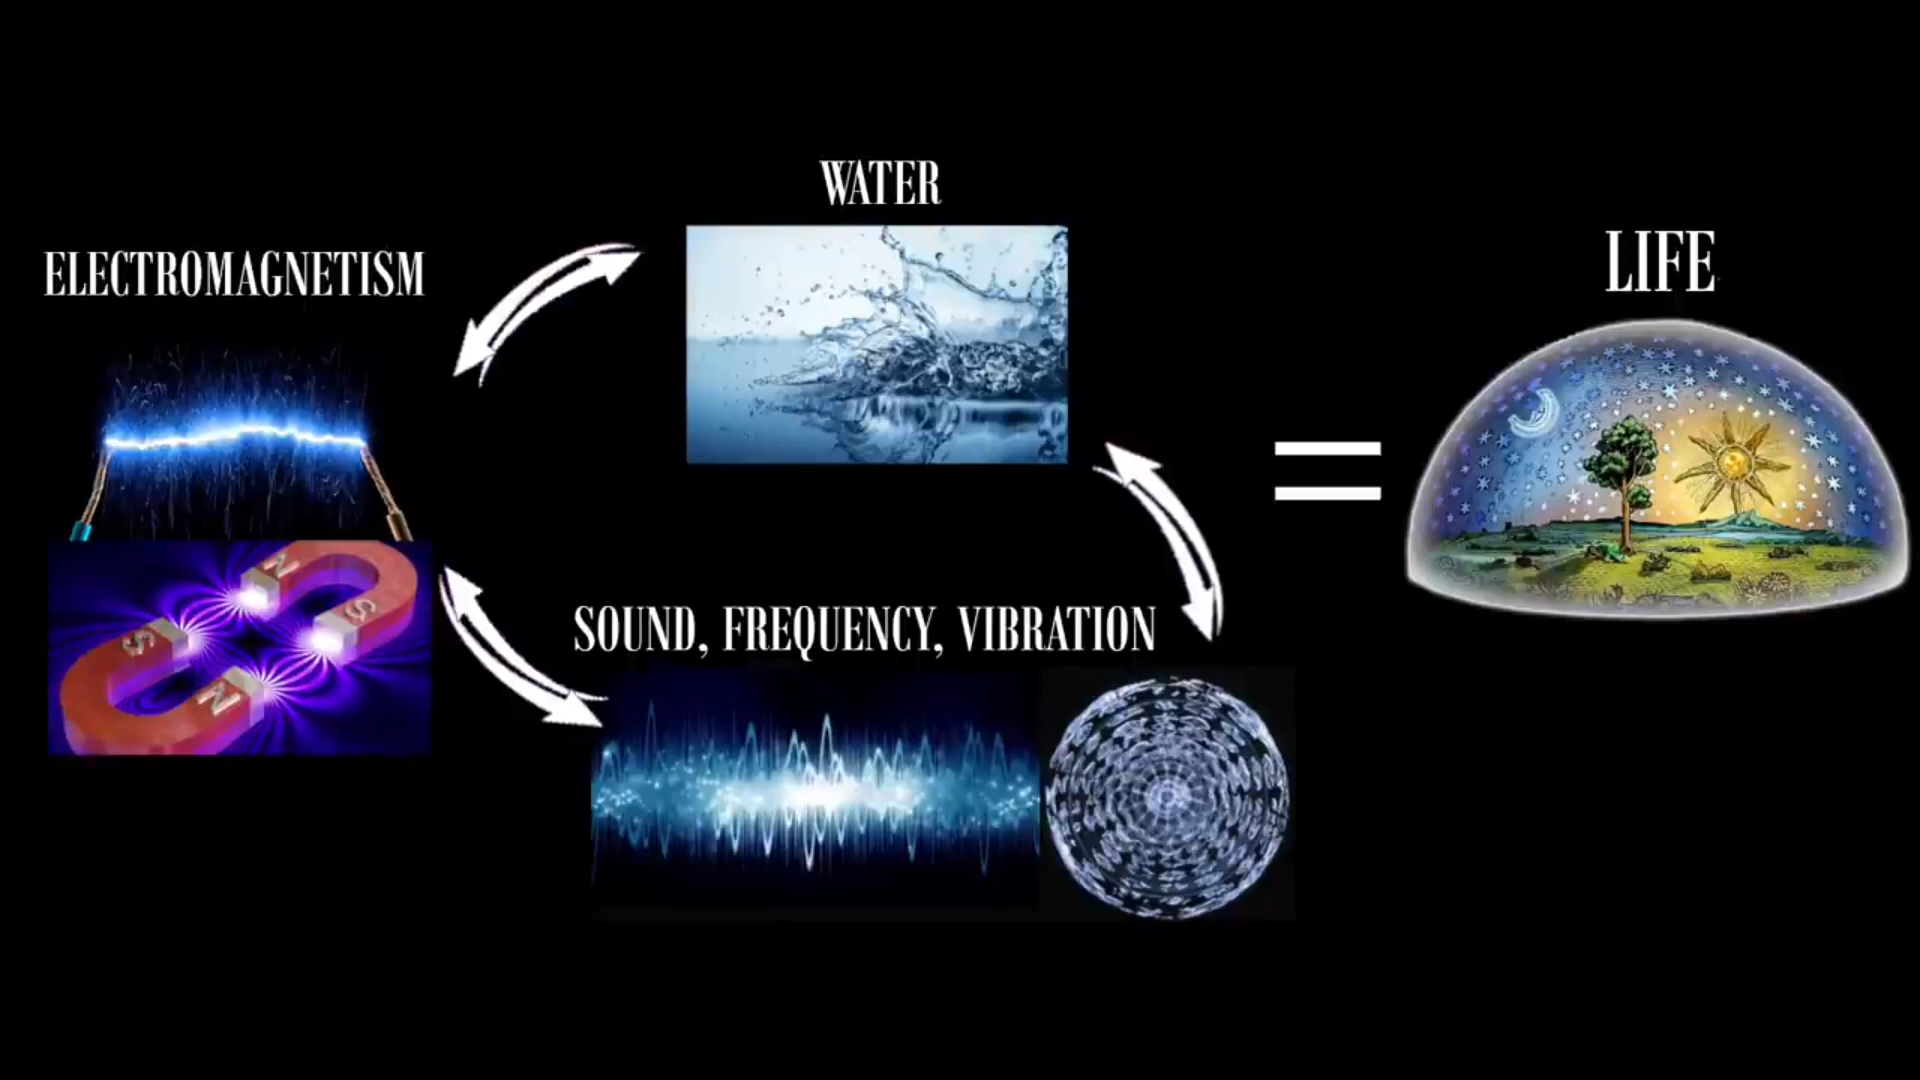 WATER
ELECTROMAGNETISM
LIFE
N
S
S
N
SOUND, FREQUENCY, VIBRATION